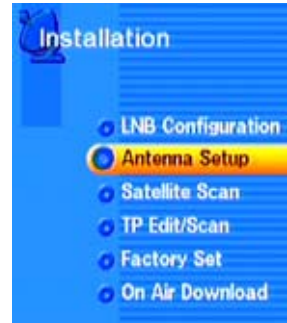 Installation
LNB Configuration
Antenna Setup
Satellite Scan
TP Edit/Scan
Factory Set
On Air Download